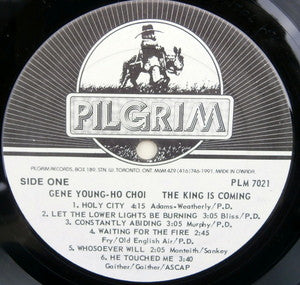 PILGRIM
PILGRIM RECORDS, BOX 189, STN 'U', TORONTO, ONT. M6M 4Z9 (416) 746-1991, MADE IN CANADA.
SIDE ONE
PLM 7021
GENE YOUNG-HO CHOI THE KING IS COMING
1. HOLY CITY 4:15 Adams-Weatherly/P.D.
2. LET THE LOWER LIGHTS BE BURNING 3:05 Bliss/P.D.
3. CONSTANTLY ABIDING 3:05 Murphy/P.D.
4. WAITING FOR THE FIRE 2:45
Fry/Old English Air/P.D.
5. WHOSOEVER WILL 2:05 Monteith/Sankey
6. HE TOUCHED ME 3:40
Gaither/Gaither/ASCAP